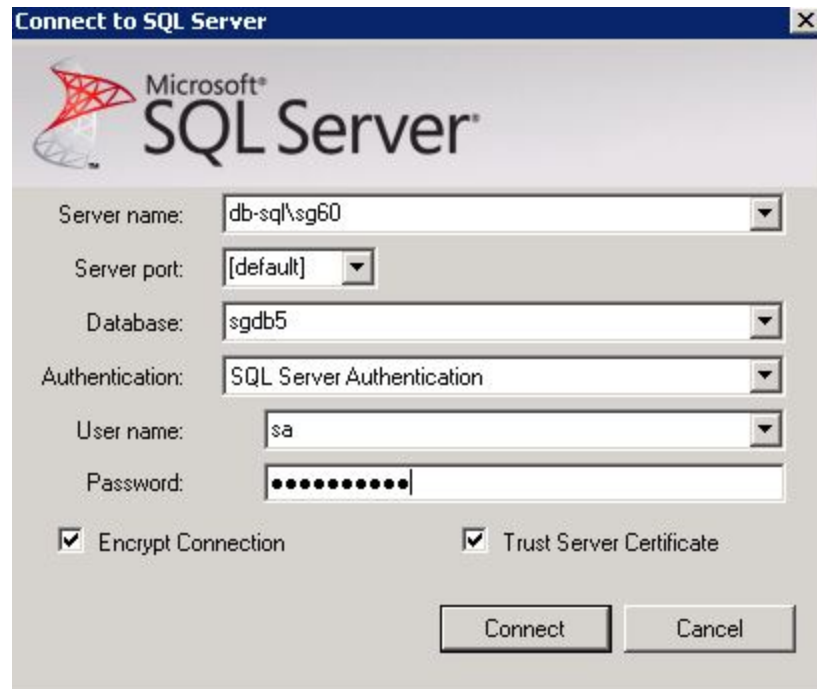 Connect to SQL Server
Microsoft®
SQL Server®
™
Server name: db-sql\sg60
Server port: [default]
Database: sgdb5
Authentication: SQL Server Authentication
User name: sa
Password: ●●●●●●●●●●
Encrypt Connection Trust Server Certificate
Connect Cancel